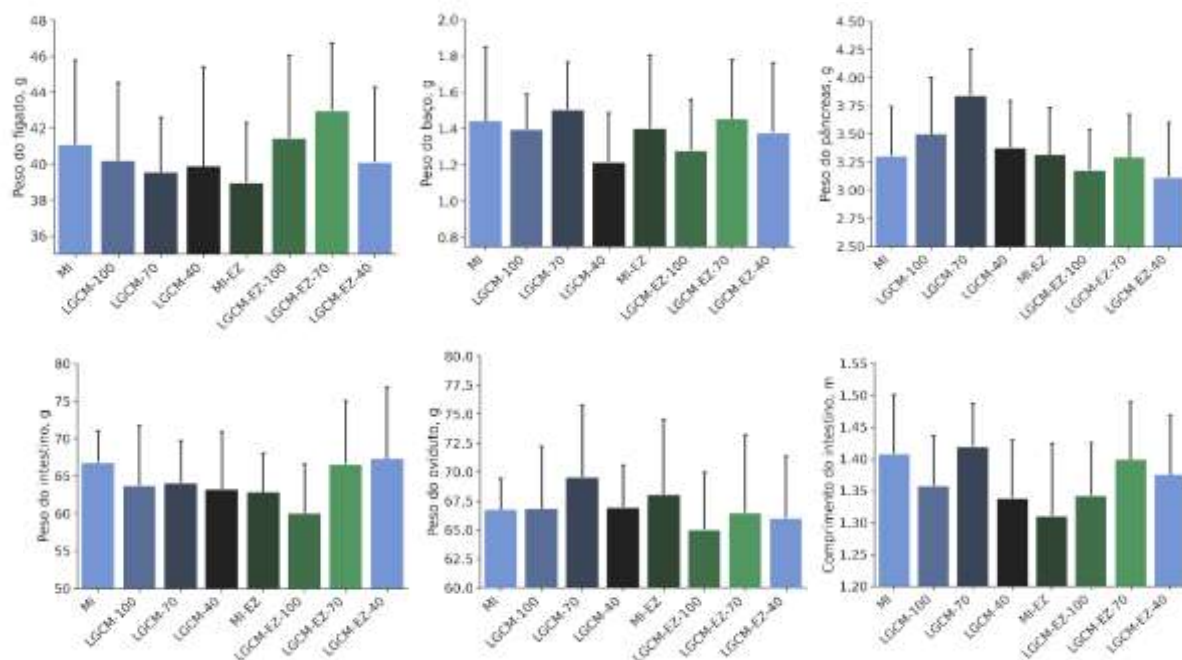 Peso do fígado, g
48
46
44
42
40
38
36
MI
LGCM-100
LGCM-70
LGCM-40
MI-EZ
LGCM-EZ-100
LGCM-EZ-70
LGCM-EZ-40
Peso do baço, g
2.0
1.8
1.6
1.4
1.2
1.0
0.8
MI
LGCM-100
LGCM-70
LGCM-40
MI-EZ
LGCM-EZ-100
LGCM-EZ-70
LGCM-EZ-40
Peso do pâncreas, g
4.50
4.25
4.00
3.75
3.50
3.25
3.00
2.75
2.50
MI
LGCM-100
LGCM-70
LGCM-40
MI-EZ
LGCM-EZ-100
LGCM-EZ-70
LGCM-EZ-40
Peso do intestino, g
80
75
70
65
60
55
50
MI
LGCM-100
LGCM-70
LGCM-40
MI-EZ
LGCM-EZ-100
LGCM-EZ-70
LGCM-EZ-40
Peso do oviduto, g
80.0
77.5
75.0
72.5
70.0
67.5
65.0
62.5
60.0
MI
LGCM-100
LGCM-70
LGCM-40
MI-EZ
LGCM-EZ-100
LGCM-EZ-70
LGCM-EZ-40
Comprimento do intestino, m
1.55
1.50
1.45
1.40
1.35
1.30
1.25
1.20
MI
LGCM-100
LGCM-70
LGCM-40
MI-EZ
LGCM-EZ-100
LGCM-EZ-70
LGCM-EZ-40